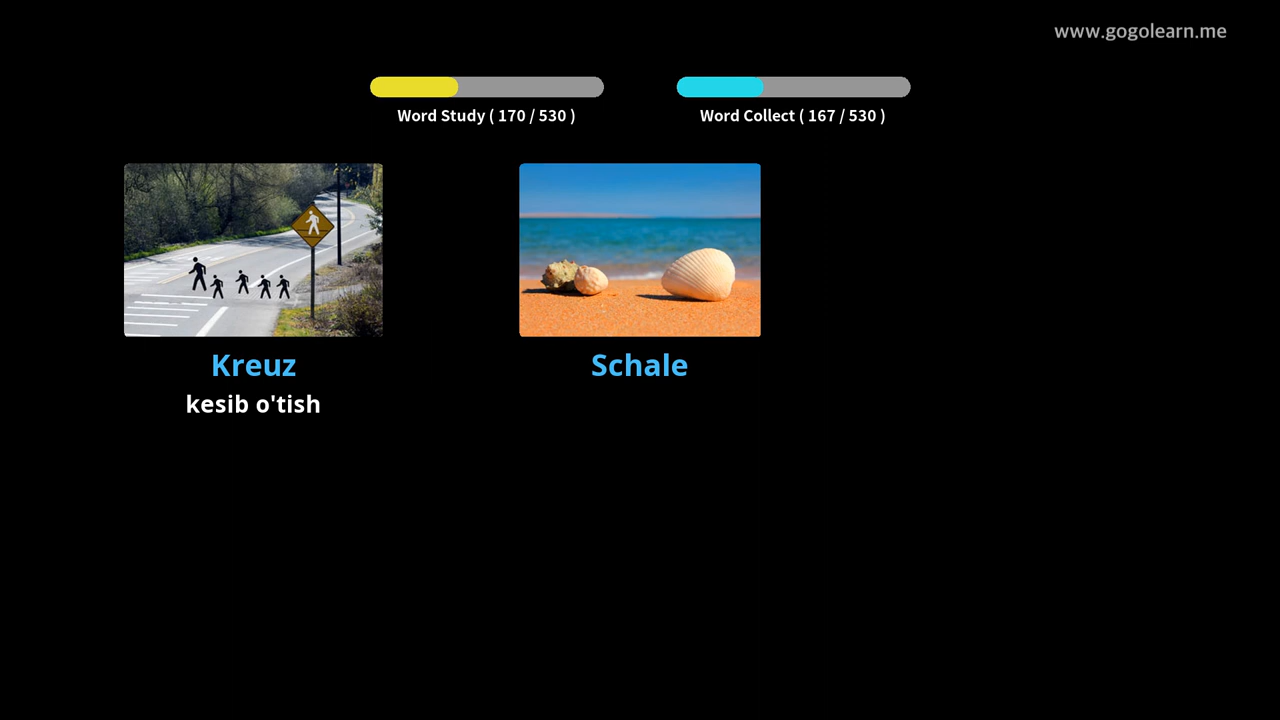 www.gogolearn.me
Word Study ( 170 / 530 )
Word Collect ( 167 / 530 )
Kreuz
Schale
kesib o'tish